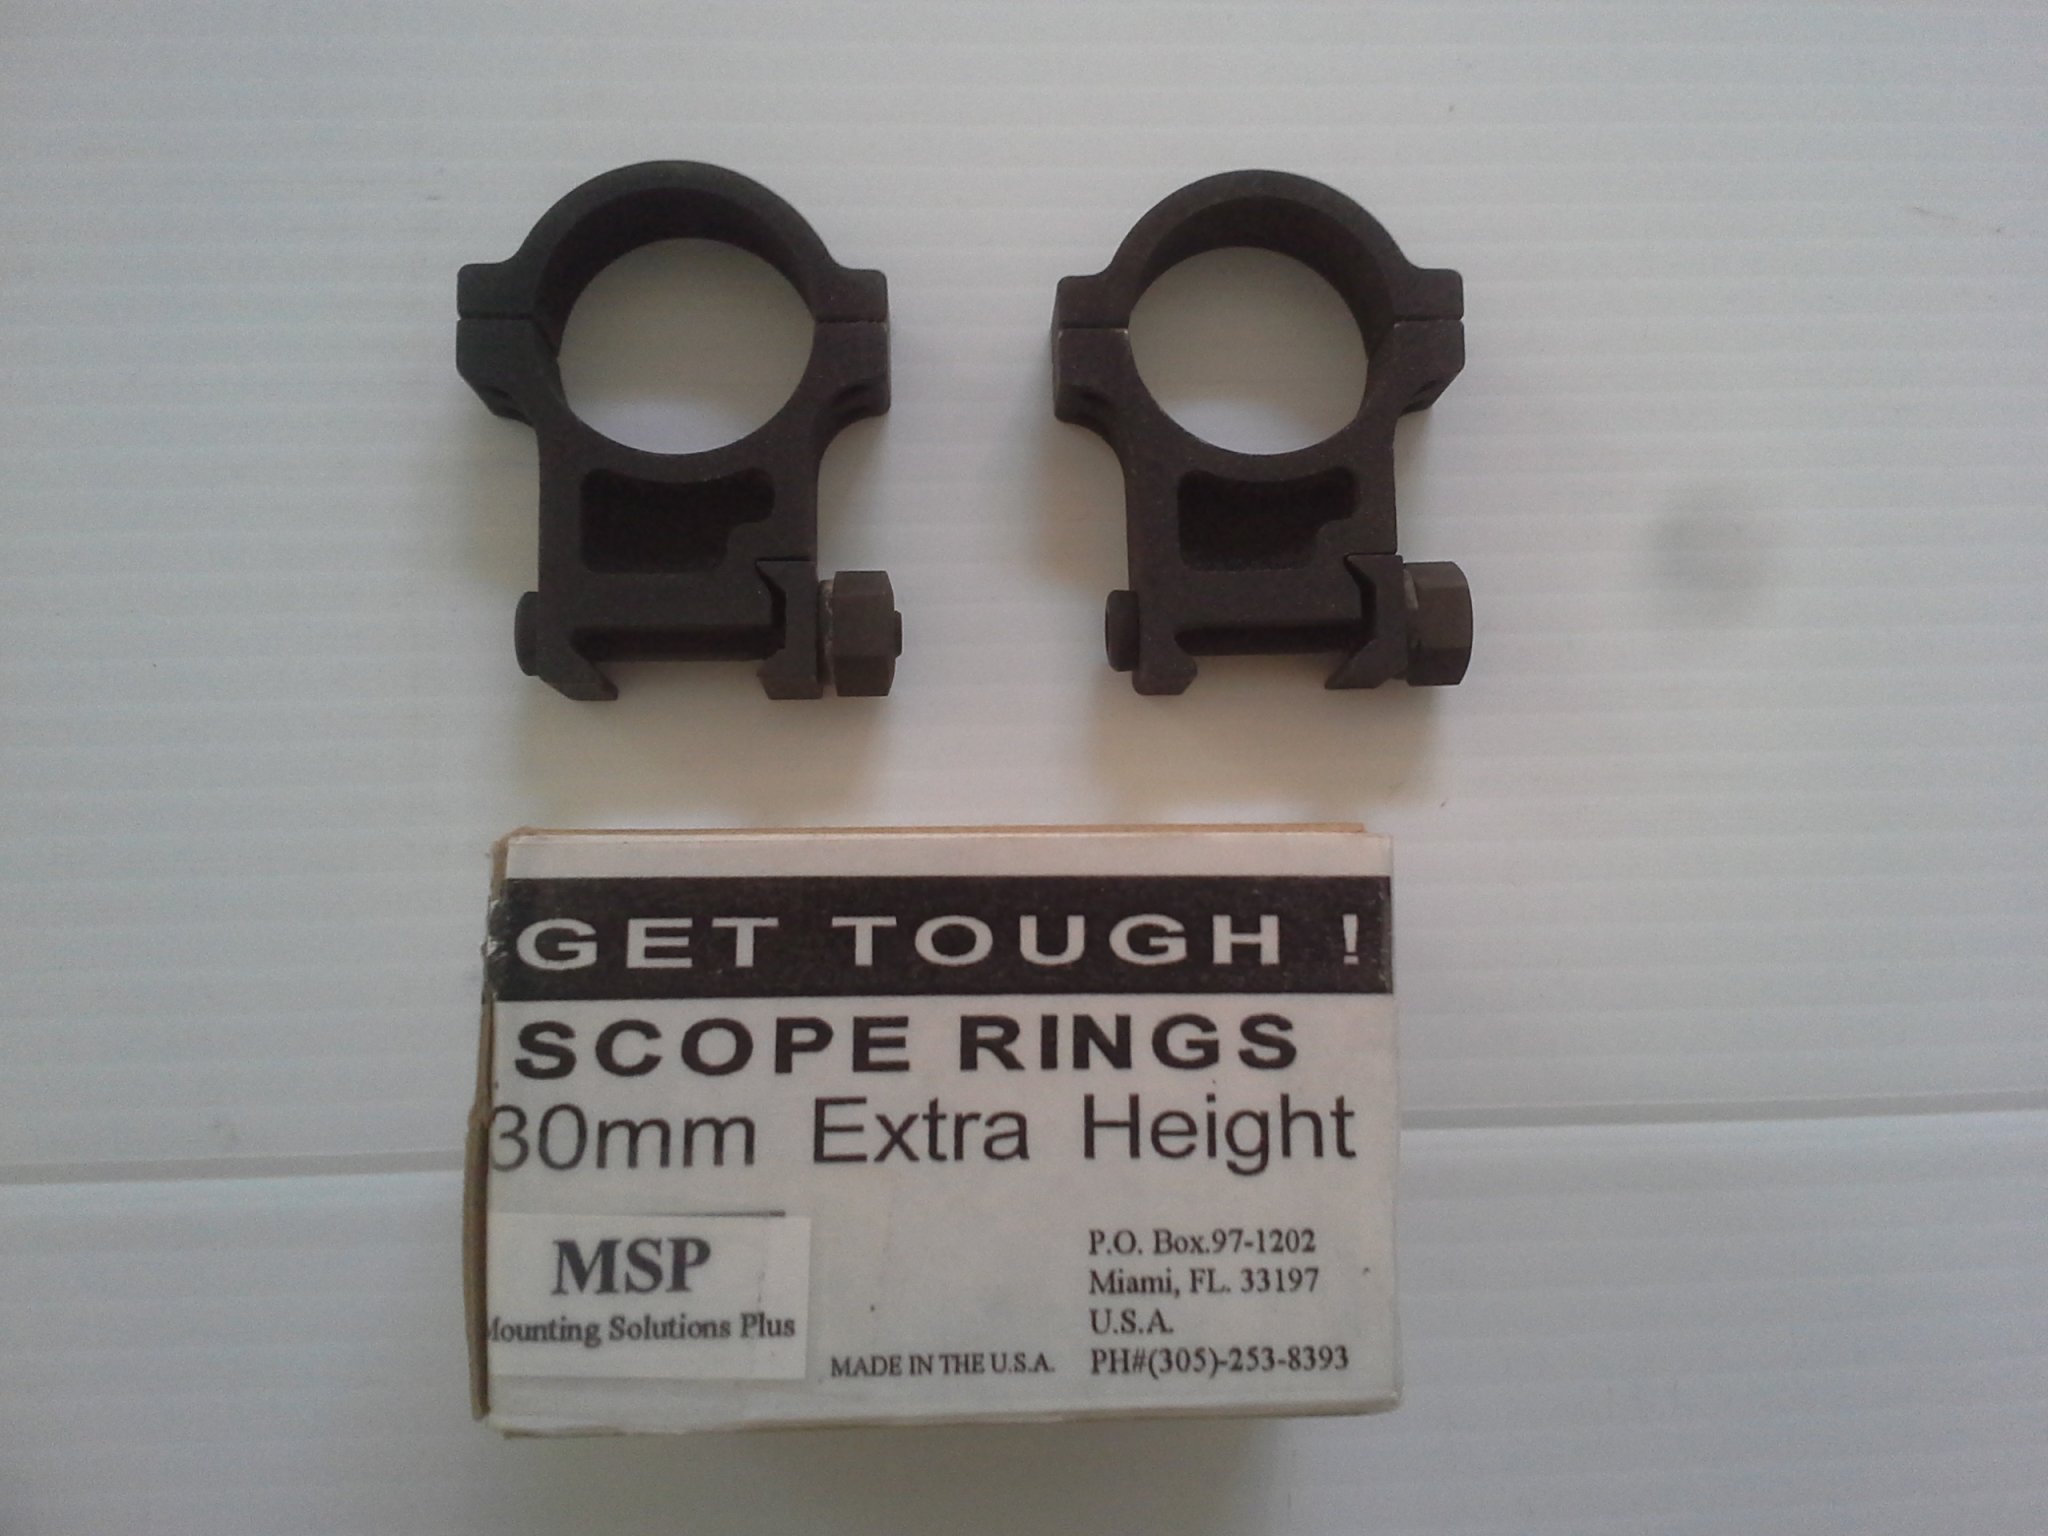 GET TOUGH !
SCOPE RINGS
30mm Extra Height
MSP
Mounting Solutions Plus
MADE IN THE U.S.A.
P.O. Box.97-1202
Miami, FL. 33197
U.S.A.
PH#(305)-253-8393